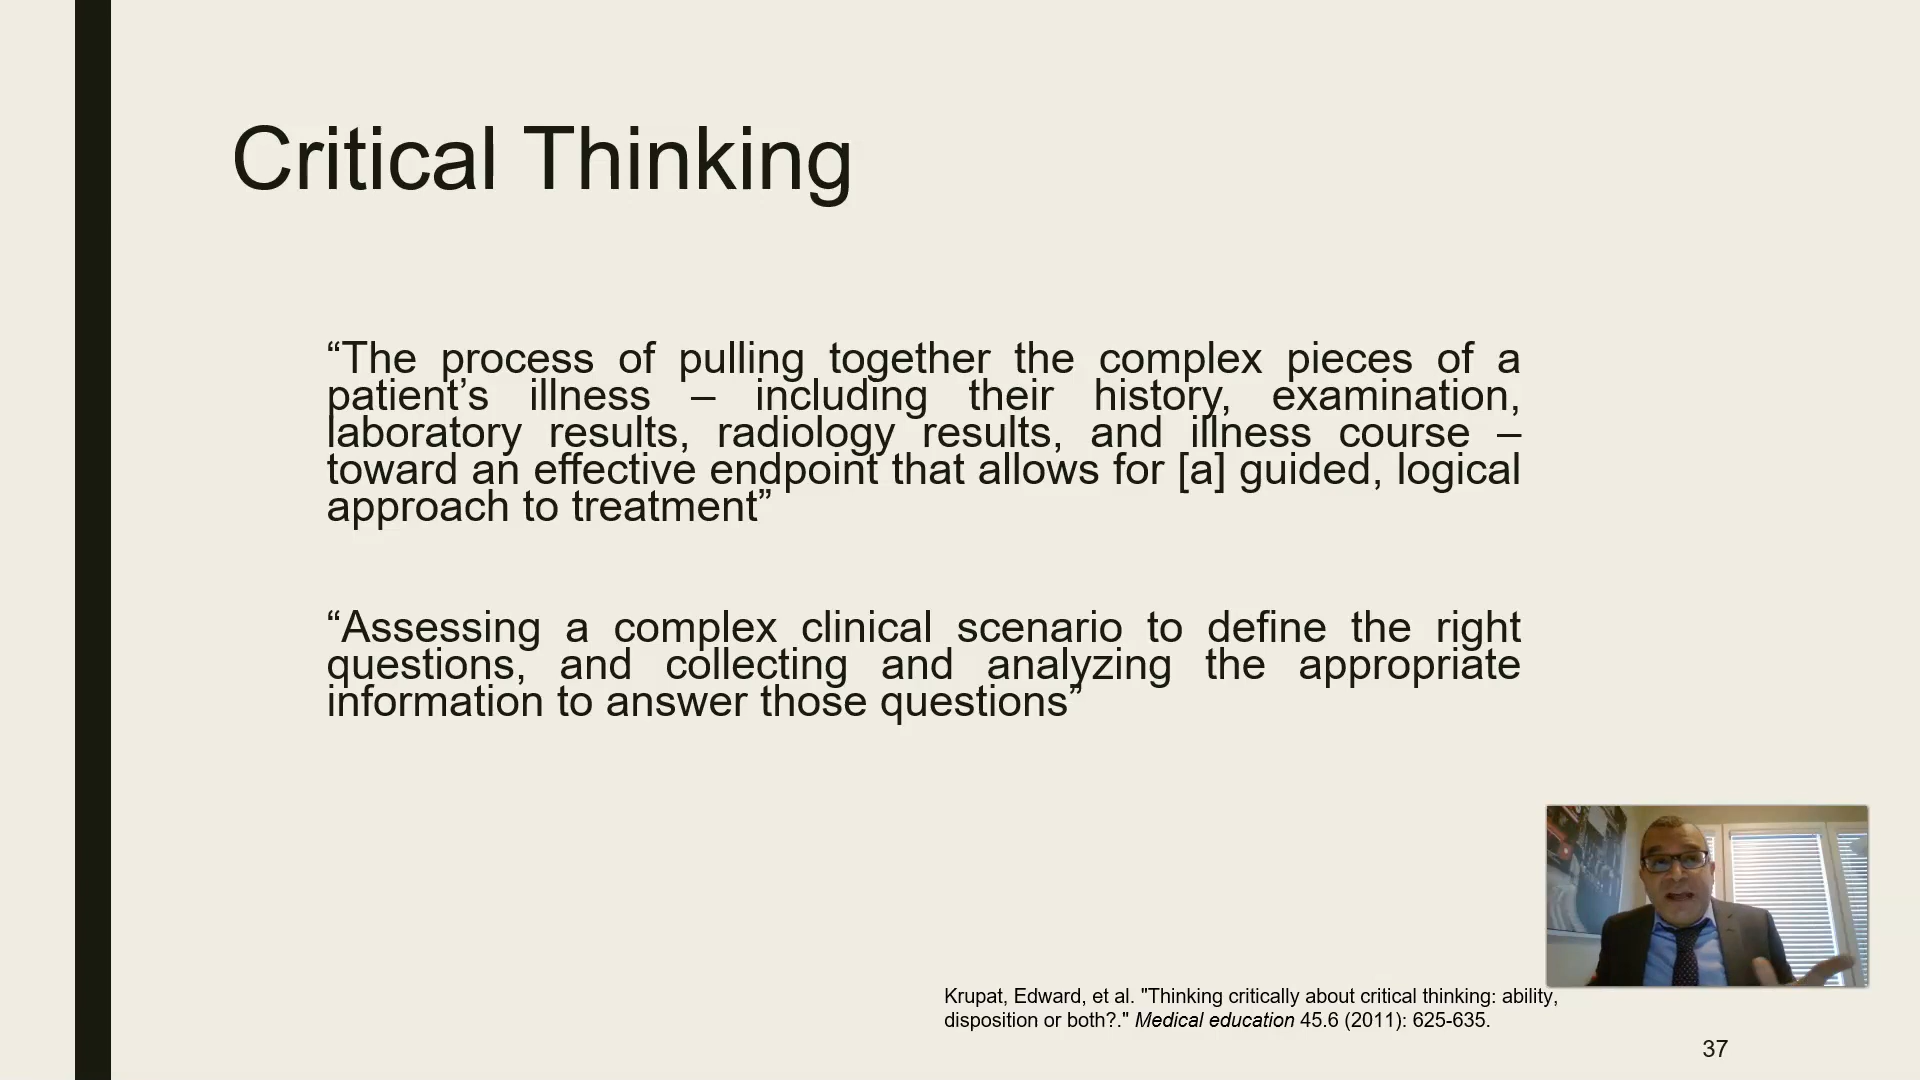 Critical Thinking
“The process of pulling together the complex pieces of a
patient’s illness – including their history, examination,
laboratory results, radiology results, and illness course –
toward an effective endpoint that allows for [a] guided, logical
approach to treatment”
“Assessing a complex clinical scenario to define the right
questions, and collecting and analyzing the appropriate
information to answer those questions”
Krupat, Edward, et al. "Thinking critically about critical thinking: ability,
disposition or both?." Medical education 45.6 (2011): 625-635.
37